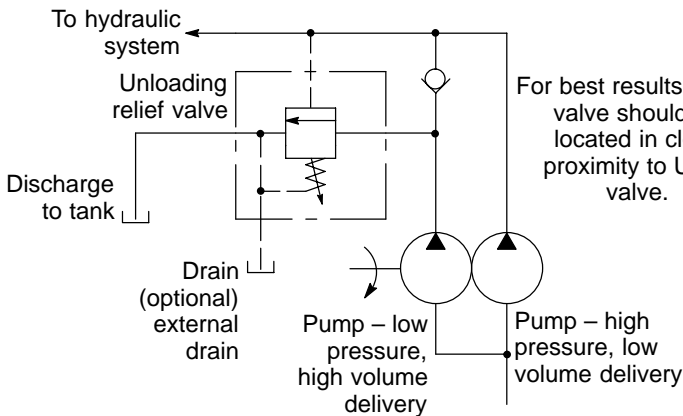 To hydraulic
system
Unloading
relief valve
For best results
valve should
located in
proximity to
valve.
Discharge
to tank
Drain
(optional)
external
drain
Pump – low
pressure,
high volume
delivery
Pump – high
pressure, low
volume delivery